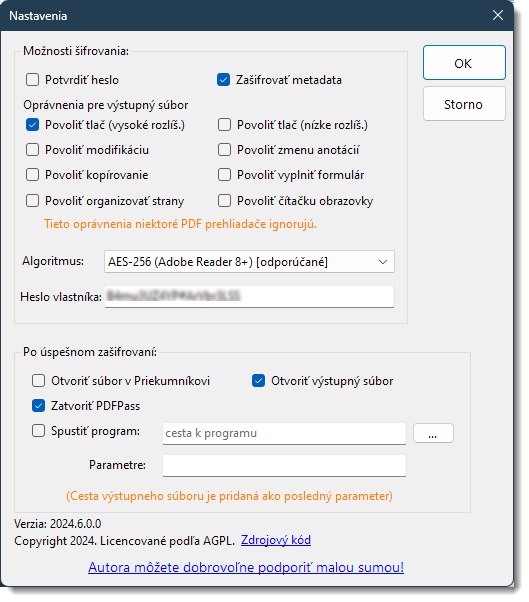 Nastavenia
Možnosti šifrovania:
OK
Potvrdiť heslo
Zašifrovať metadata
Storno
Oprávnenia pre výstupný súbor
Povoliť tlač (vysoké rozlíš.)
Povoliť tlač (nízke rozlíš.)
Povoliť modifikáciu
Povoliť zmenu anotácií
Povoliť kopírovanie
Povoliť vyplniť formulár
Povoliť organizovať strany
Povoliť čítačku obrazovky
Tieto oprávnenia niektoré PDF prehliadače ignorujú.
Algoritmus:
AES-256 (Adobe Reader 8+) [odporúčané]
Heslo vlastníka:
Po úspešnom zašifrovaní:
Otvoriť súbor v Priekumníkovi
Otvoriť výstupný súbor
Zatvoriť PDFPass
Spustiť program:
cesta k programu
...
Parametre:
(Cesta výstupneho súboru je pridaná ako posledný parameter)
Verzia: 2024.6.0.0
Copyright 2024. Licencované podľa AGPL. Zdrojový kód
Autora môžete dobrovoľne podporiť malou sumou!